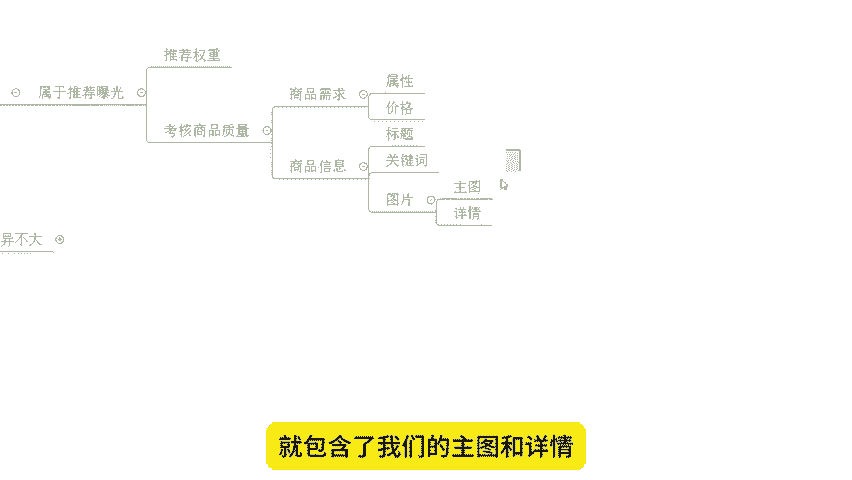 推荐权重
属于推荐曝光
商品需求
属性
价格
考核商品质量
标题
商品信息
关键词
图片
主图
详情
异不大
就包含了我们的主图和详情